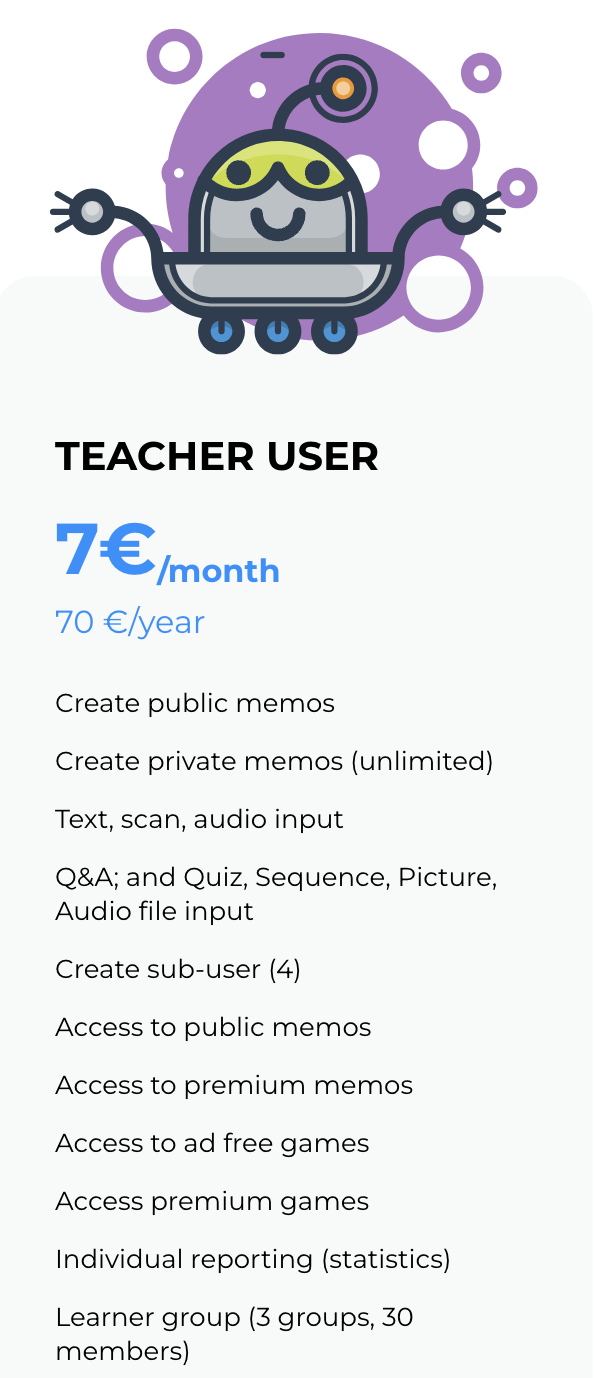 TEACHER USER
7€/month
70 €/year
Create public memos
Create private memos (unlimited)
Text, scan, audio input
Q&A; and Quiz, Sequence, Picture,
Audio file input
Create sub-user (4)
Access to public memos
Access to premium memos
Access to ad free games
Access premium games
Individual reporting (statistics)
Learner group (3 groups, 30
members)